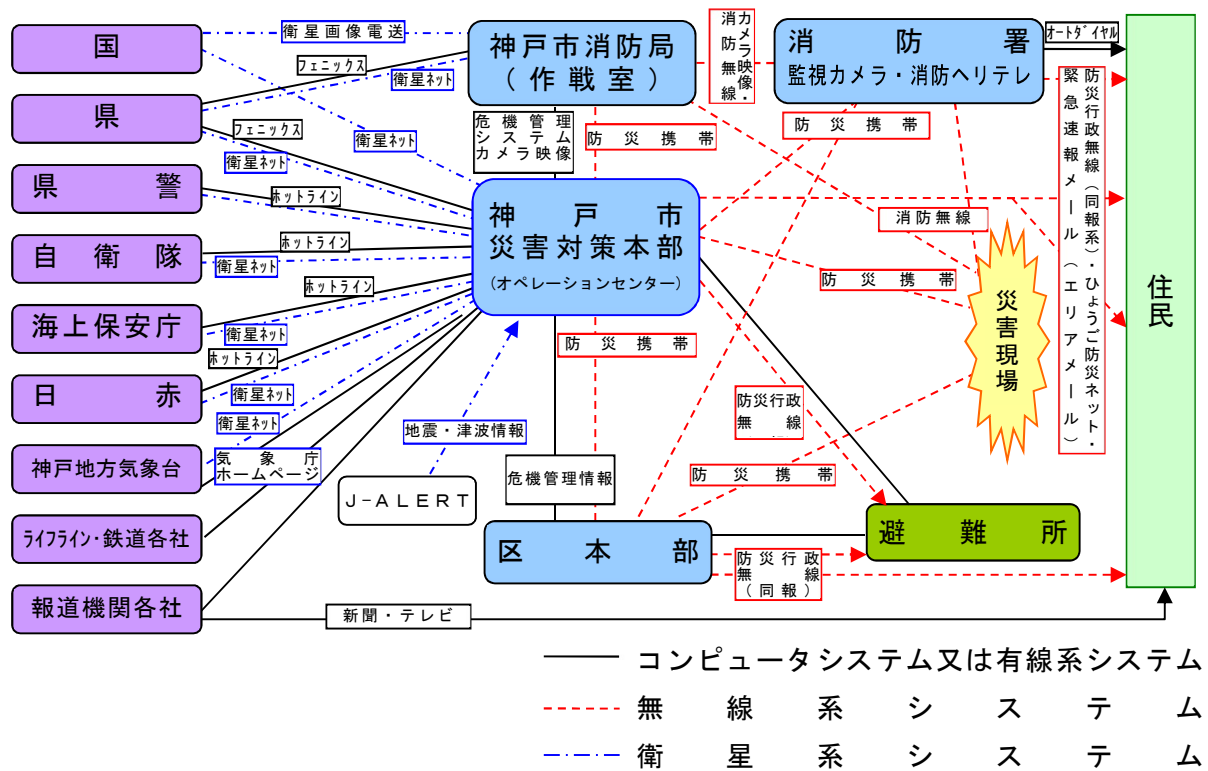 国
県
県警
自衛隊
海上保安庁
日赤
神戸地方気象台
ﾗｲﾌﾗｲﾝ・鉄道各社
報道機関各社
衛星画像電送
ﾌｪﾆｯｸｽ
衛星ﾈｯﾄ
ﾌｪﾆｯｸｽ
衛星ﾈｯﾄ
衛星ﾈｯﾄ
ﾎｯﾄﾗｲﾝ
ﾎｯﾄﾗｲﾝ
衛星ﾈｯﾄ
ﾎｯﾄﾗｲﾝ
衛星ﾈｯﾄ
ﾎｯﾄﾗｲﾝ
衛星ﾈｯﾄ
衛星ﾈｯﾄ
気象庁
ホームページ
地震・津波情報
J-ALERT
新聞・テレビ
神戸市消防局
(作戦室)
危機管理
システム
カメラ映像
防災携帯
神戸市
災害対策本部
(オペレーションセンター)
防災携帯
危機管理情報
区本部
カメラ映像・
消防無線
消防署
監視カメラ・消防ヘリテレ
防災携帯
消防無線
防災携帯
災害現場
防災行政
無線
防災携帯
避難所
防災行政
無線
(同報)
ｵｰﾄﾀﾞｲﾔﾙ
防災行政無線(同報系)・ひょうご防災ネット・
緊急速報メール(エリアメール)
住民
コンピュータシステム又は有線系システム
無線系システム
衛星系システム